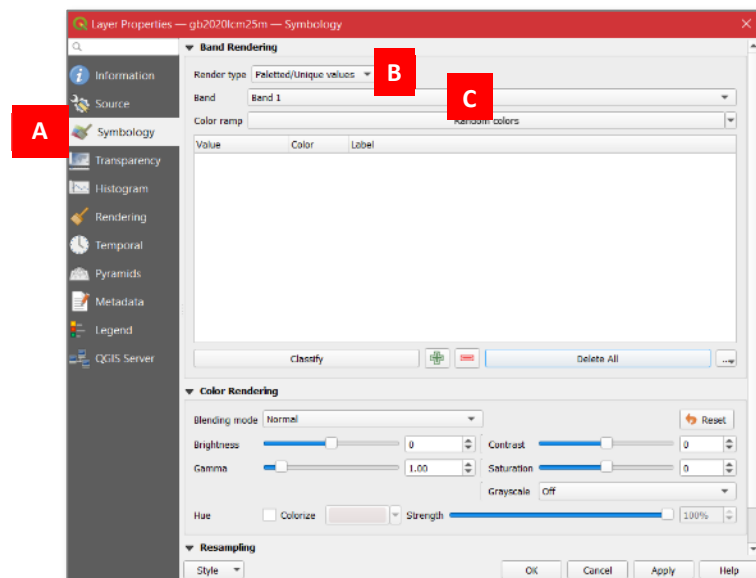 Layer Properties — gb2020lcm25m — Symbology
Information
Source
A
Symbology
Transparency
Histogram
Rendering
Temporal
Pyramids
Metadata
Legend
QGIS Server
Band Rendering
Render type Paletted/Unique values B
Band Band 1 C
Color ramp Random colors
Value Color Label
Classify Delete All ...
Color Rendering
Blending mode Normal Reset
Brightness 0 Contrast 0
Gamma 1.00 Saturation 0
Grayscale Off
Hue Colorize Strength 100%
Resampling
Style OK Cancel Apply Help